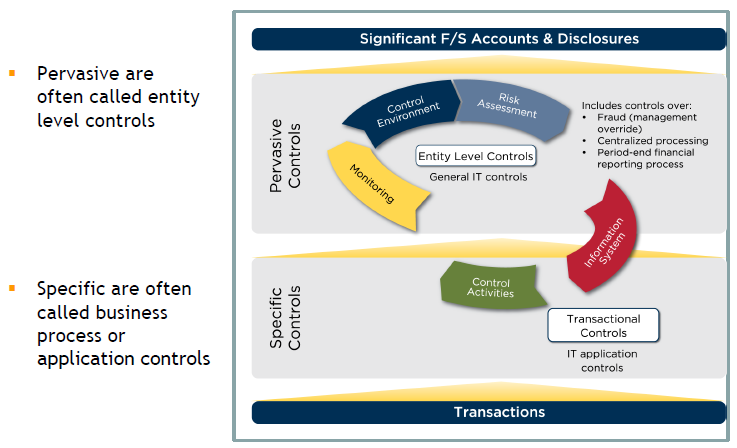 ▪ Pervasive are
often called entity
level controls
▪ Specific are often
called business
process or
application controls
Significant F/S Accounts & Disclosures
Pervasive
Controls
Control
Environment
Risk
Assessment
Includes controls over:
• Fraud (management
override)
• Centralized processing
• Period-end financial
reporting process
Entity Level Controls
General IT controls
Monitoring
Information
System
Specific
Controls
Control
Activities
Transactional
Controls
IT application
controls
Transactions